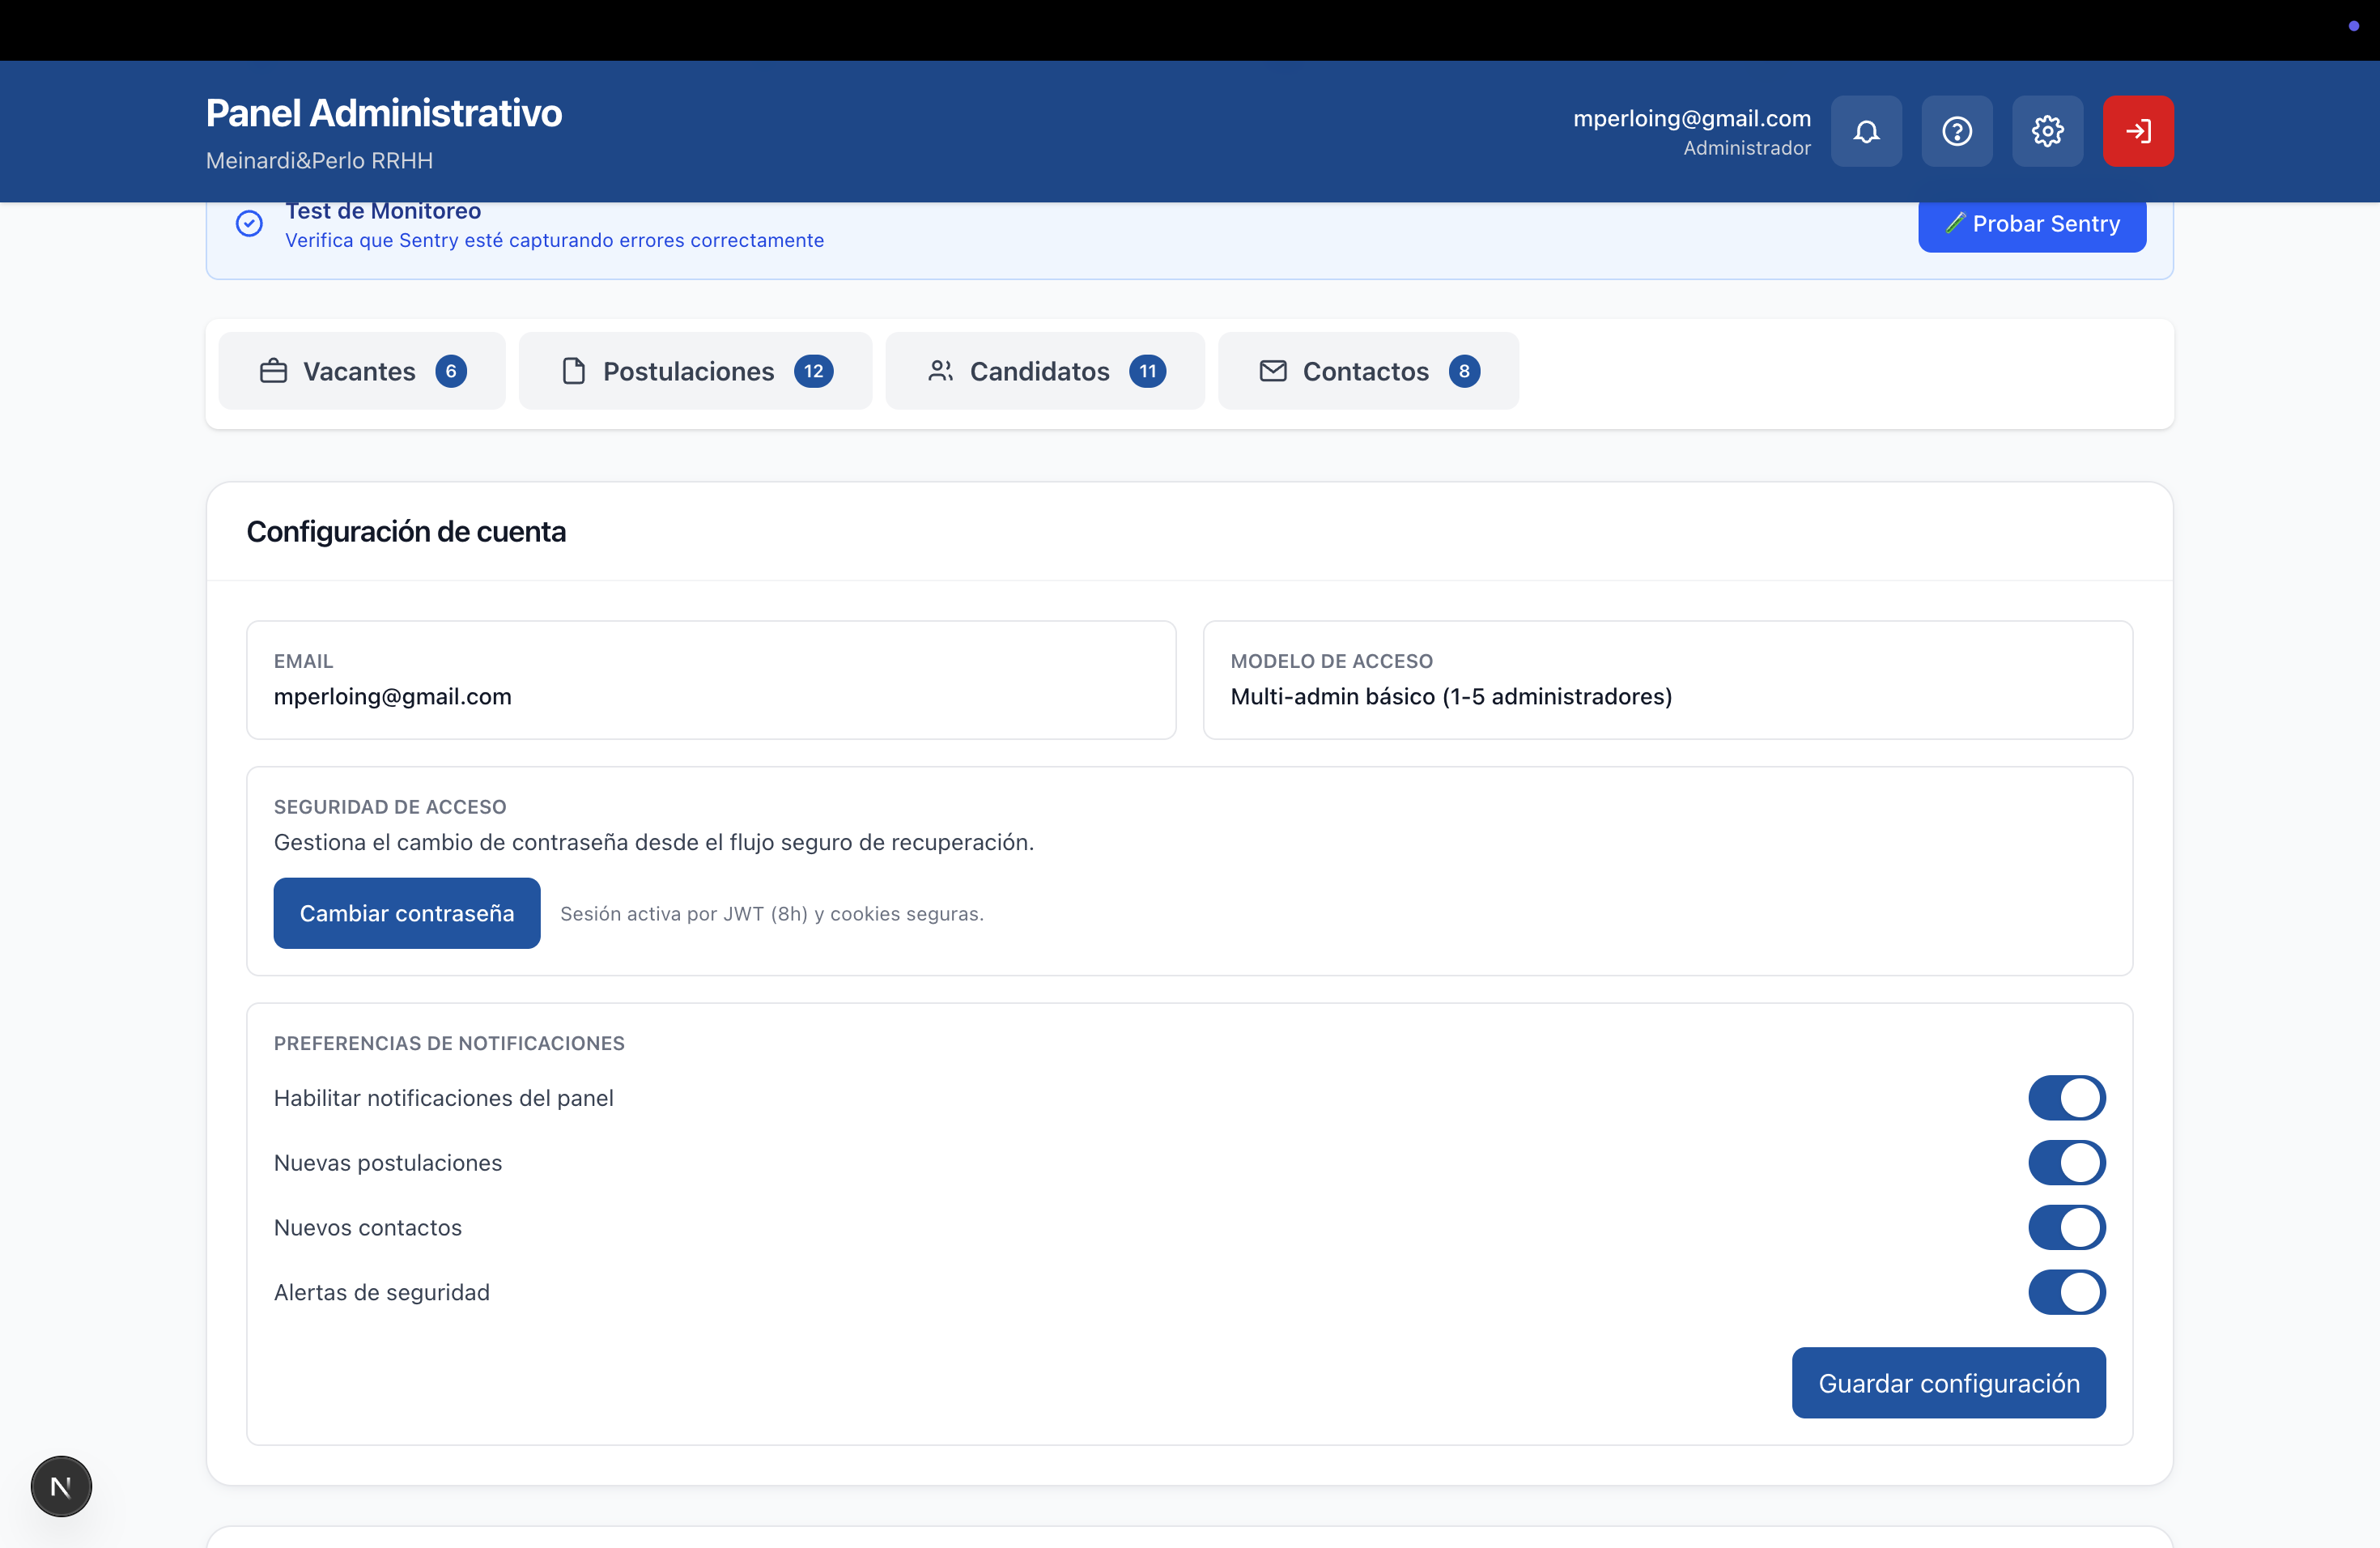 Panel Administrativo
Meinardi&Perlo RRHH
mperloing@gmail.com
Administrador
Test de Monitoreo
Verifica que Sentry esté capturando errores correctamente
Probar Sentry
Vacantes 6
Postulaciones 12
Candidatos 11
Contactos 8
Configuración de cuenta
EMAIL
mperloing@gmail.com
MODELO DE ACCESO
Multi-admin básico (1-5 administradores)
SEGURIDAD DE ACCESO
Gestiona el cambio de contraseña desde el flujo seguro de recuperación.
Cambiar contraseña
Sesión activa por JWT (8h) y cookies seguras.
PREFERENCIAS DE NOTIFICACIONES
Habilitar notificaciones del panel
Nuevas postulaciones
Nuevos contactos
Alertas de seguridad
Guardar configuración
N